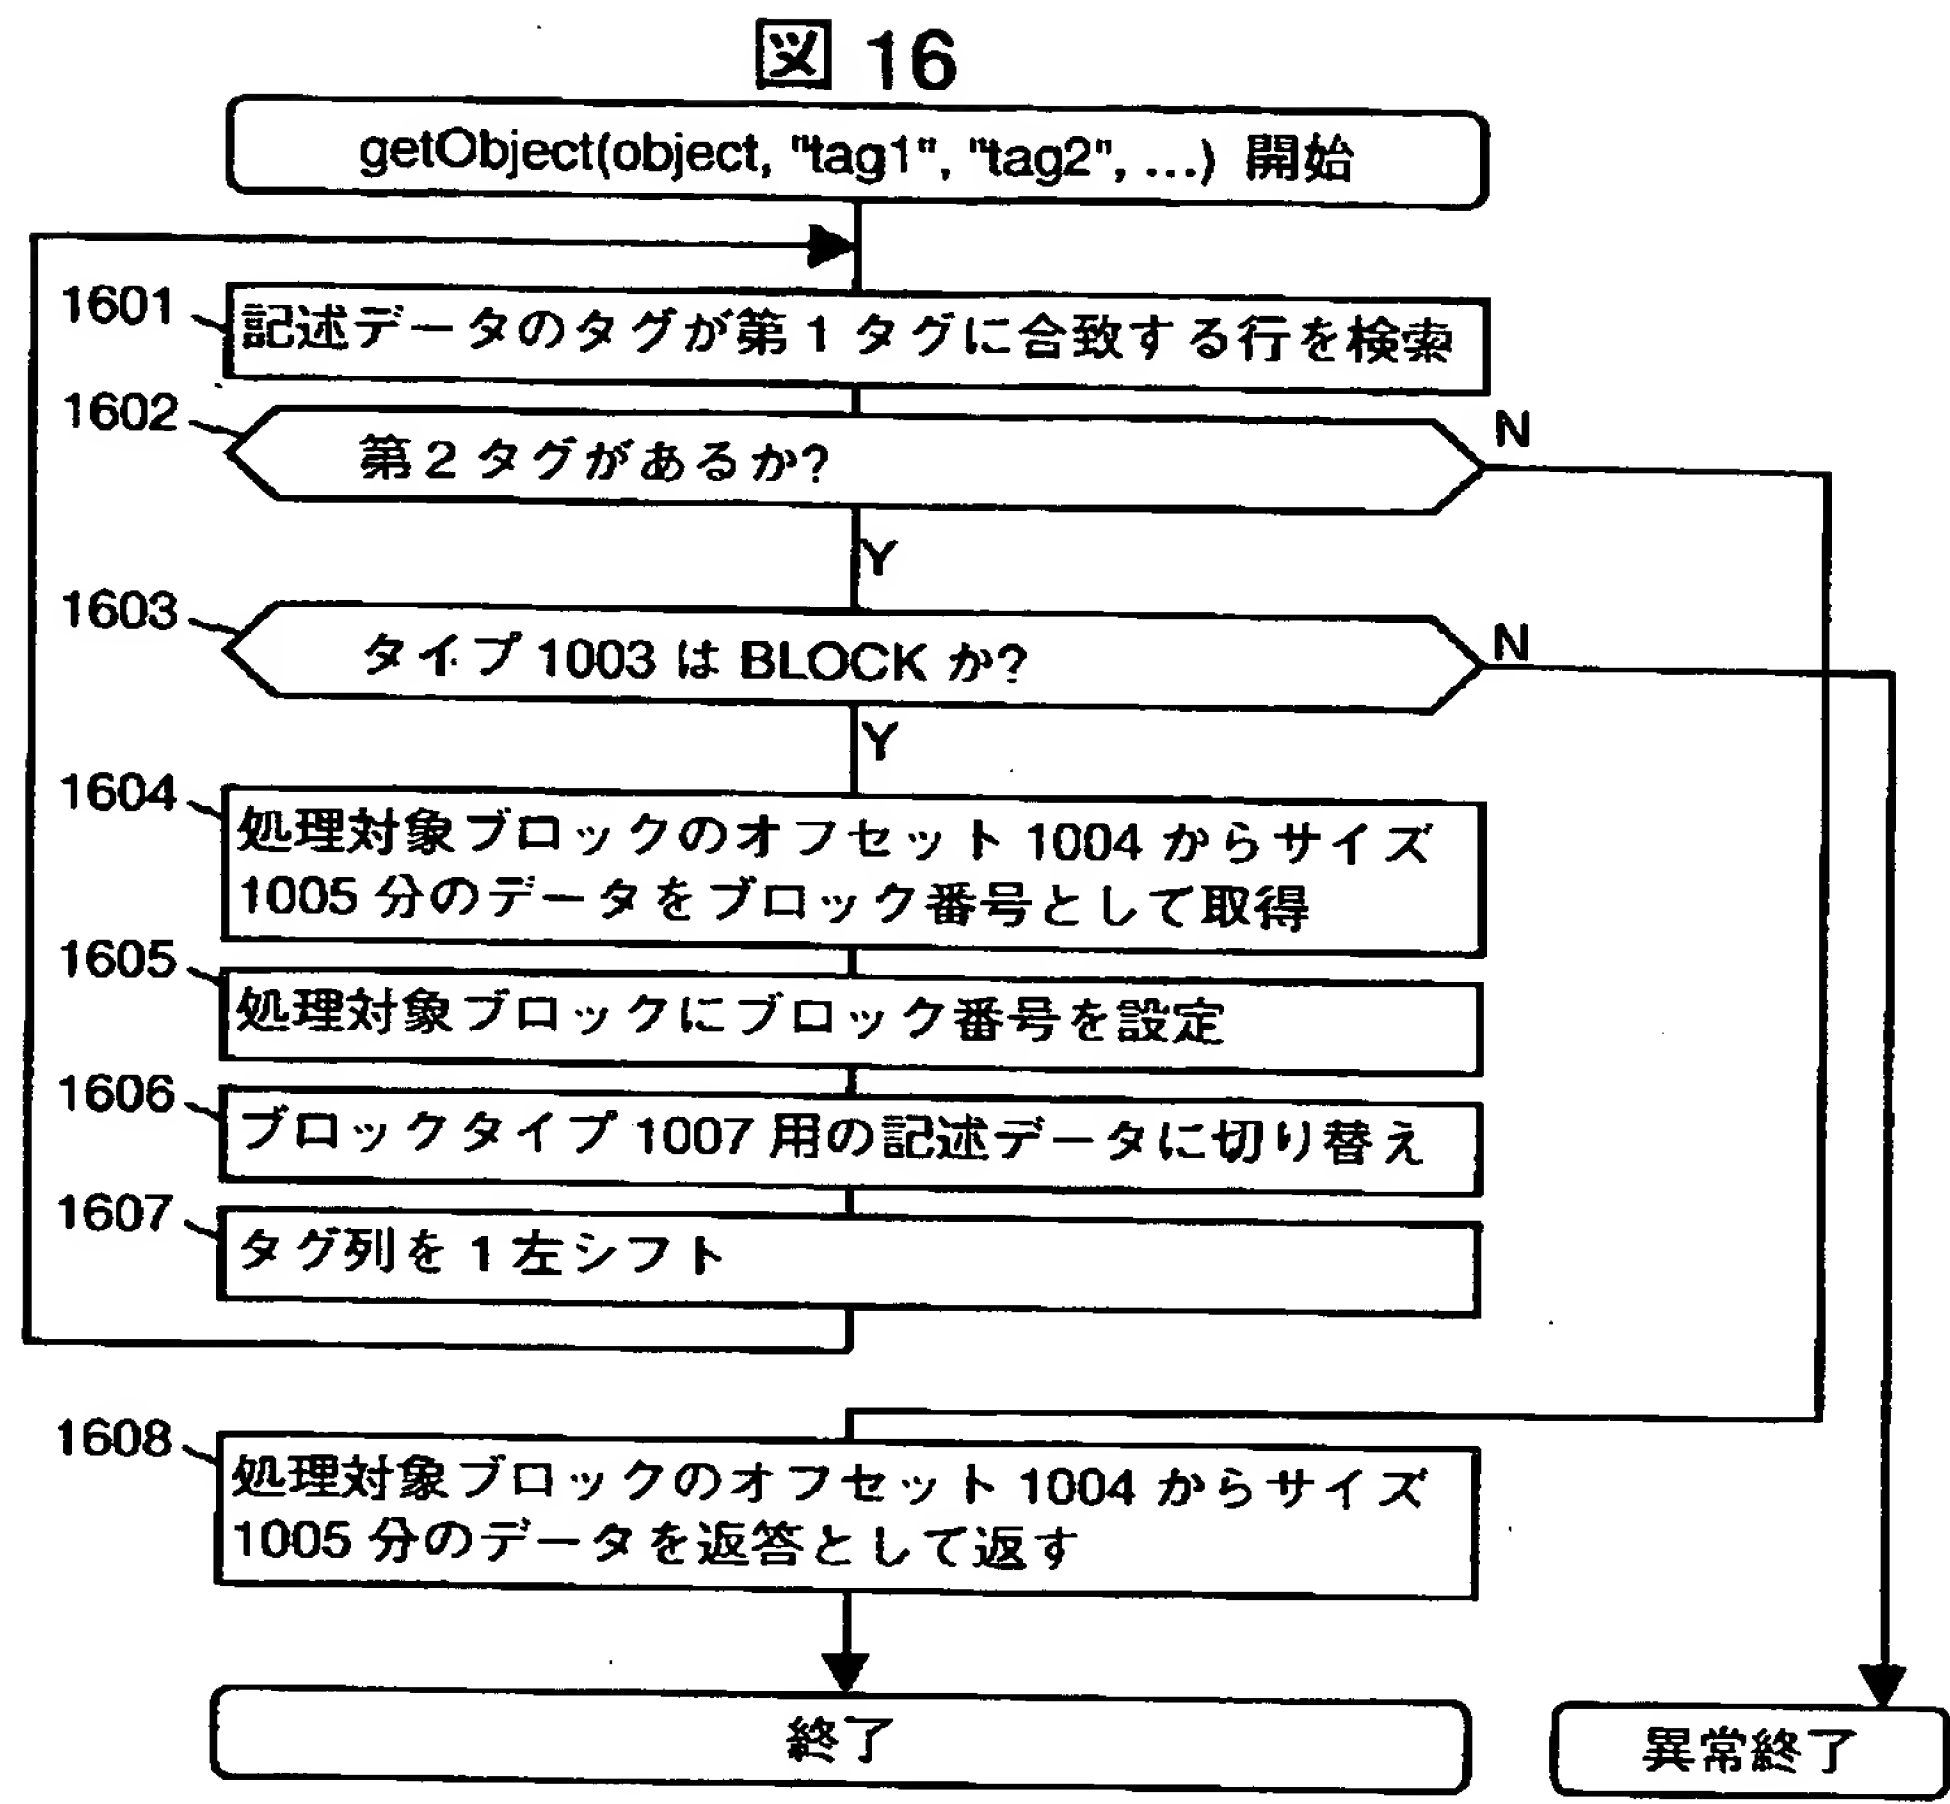 図 16
getObject(object, "tag1", "tag2", ...) 開始
1601
記述データのタグが第1タグに合致する行を検索
1602
第2タグがあるか?
N
Y
1603
タイプ 1003 は BLOCK か?
N
Y
1604
処理対象ブロックのオフセット 1004 からサイズ
1005 分のデータをブロック番号として取得
1605
処理対象ブロックにブロック番号を設定
1606
ブロックタイプ 1007 用の記述データに切り替え
1607
タグ列を1左シフト
1608
処理対象ブロックのオフセット 1004 からサイズ
1005 分のデータを返答として返す
終了
異常終了